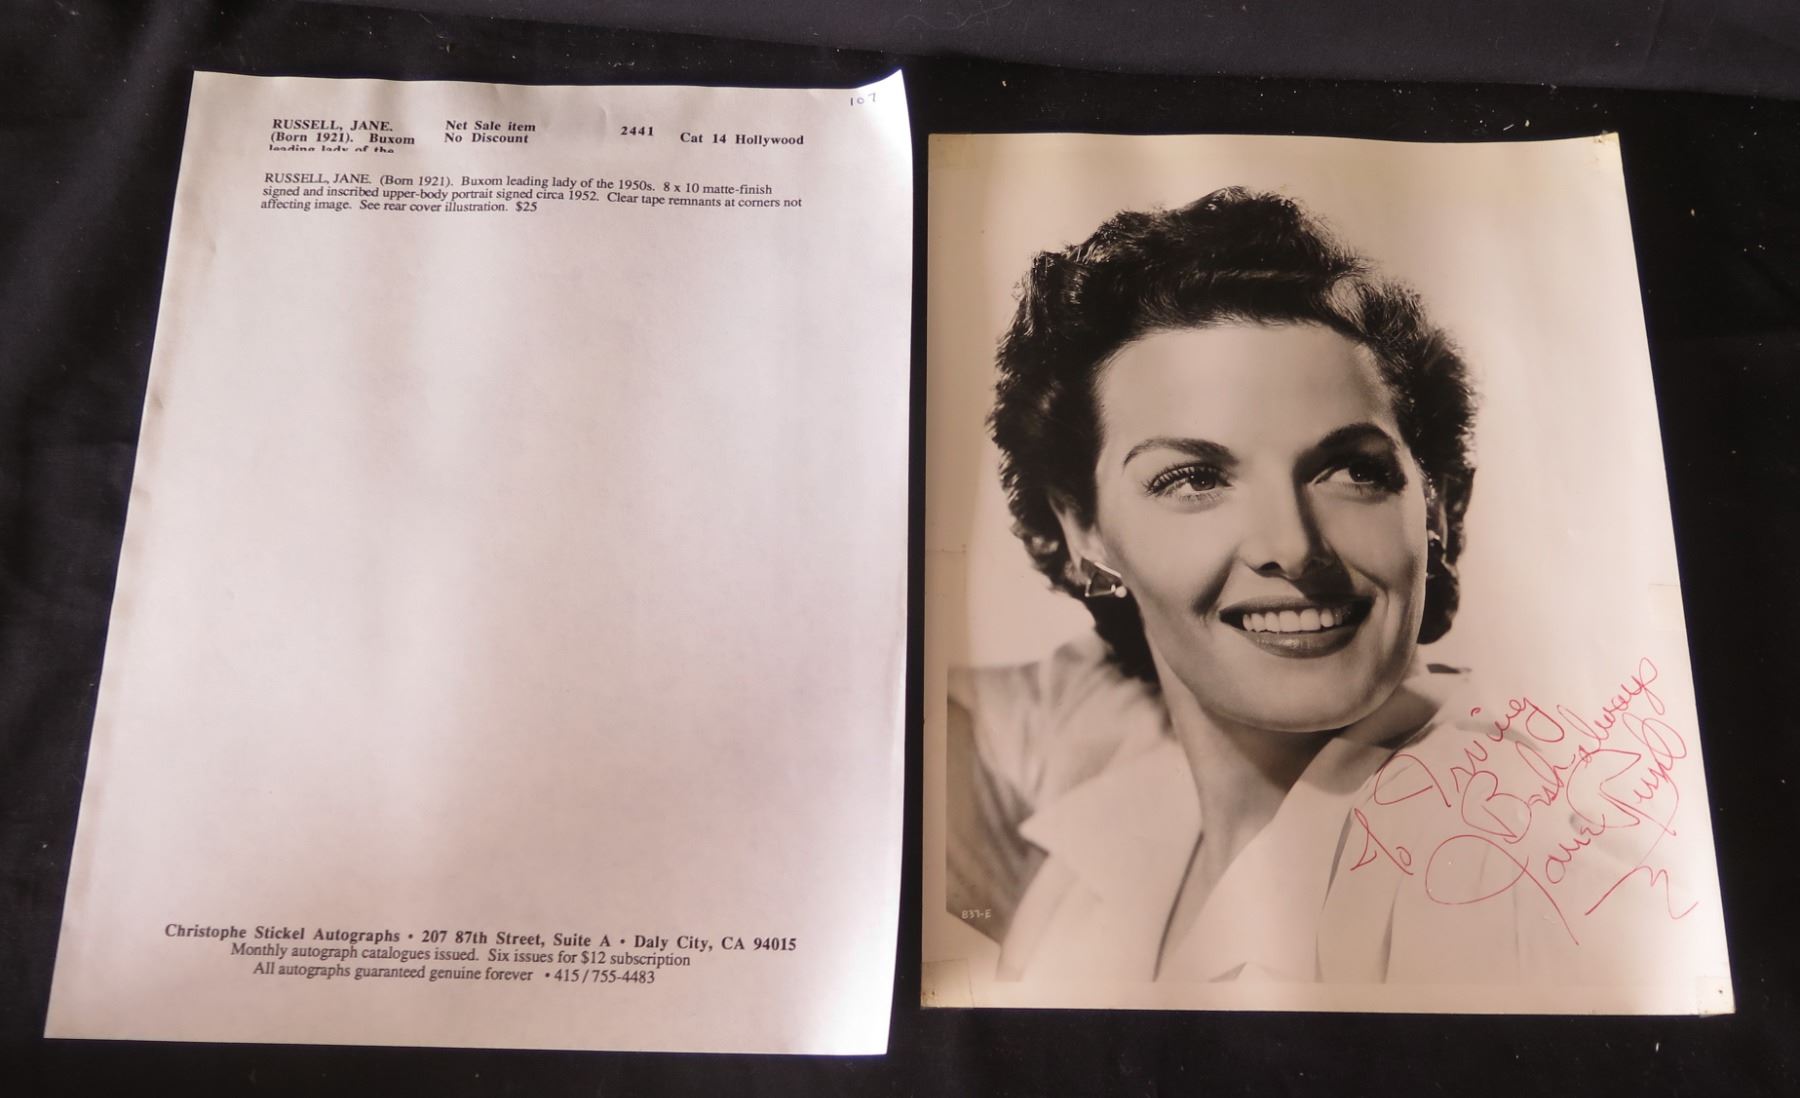 107
RUSSELL, JANE. Net Sale item 2441 Cat 14 Hollywood
(Born 1921). Buxom No Discount
leading lady of the
RUSSELL, JANE. (Born 1921). Buxom leading lady of the 1950s. 8 x 10 matte-finish
signed and inscribed upper-body portrait signed circa 1952. Clear tape remnants at corners not
affecting image. See rear cover illustration. $25
Christophe Stickel Autographs • 207 87th Street, Suite A • Daly City, CA 94015
Monthly autograph catalogues issued. Six issues for $12 subscription
All autographs guaranteed genuine forever • 415/755-4483
To Irving
Best always
Jane Russell
837-E